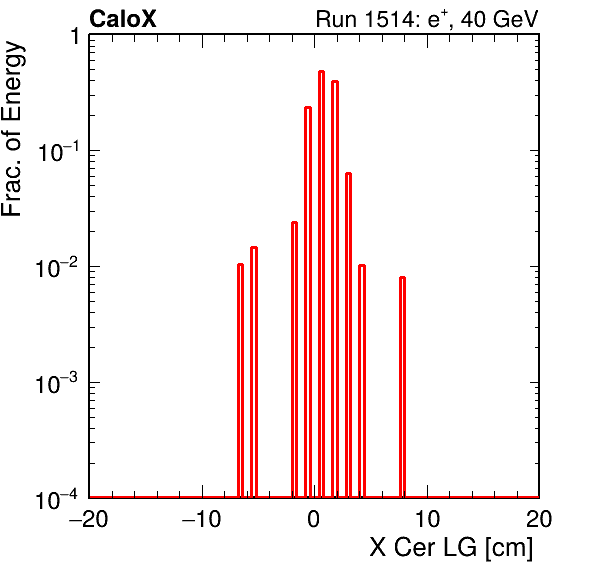 CaloX Run 1514: e⁺, 40 GeV
Frac. of Energy
1
10⁻¹
10⁻²
10⁻³
10⁻⁴
−20 −10 0 10 20
X Cer LG [cm]